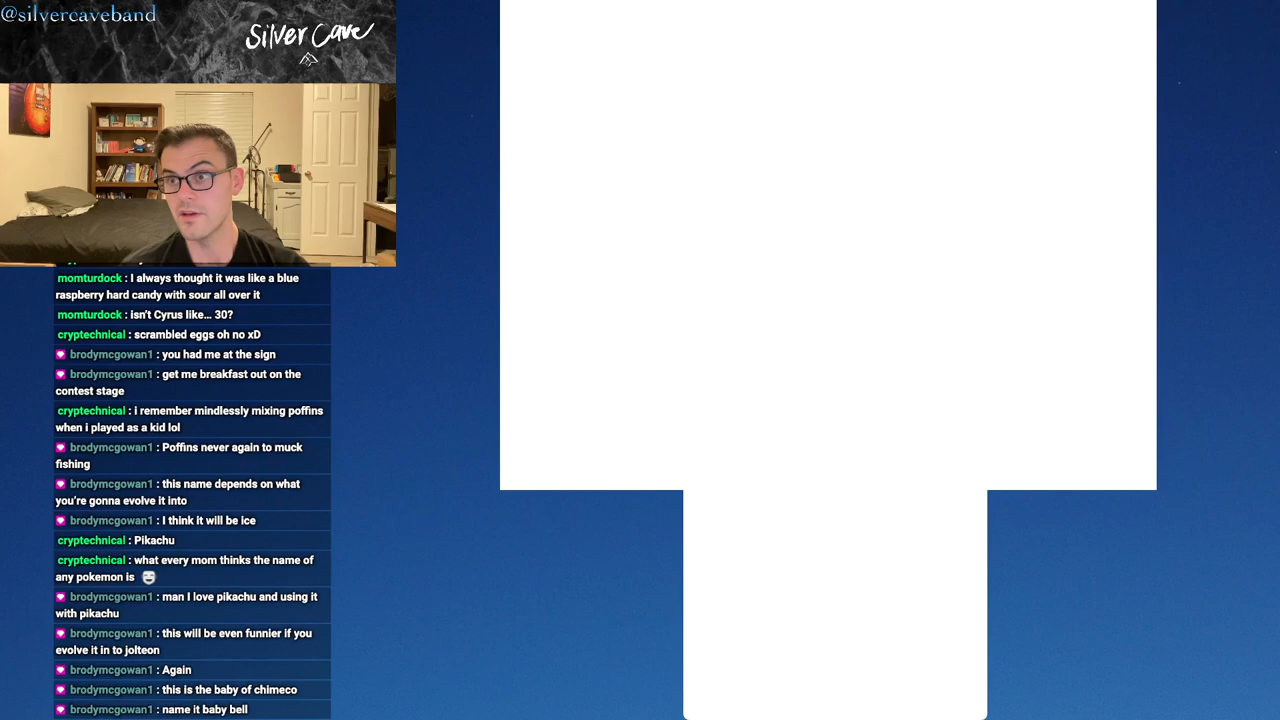 @silvercaveband
Silver Cave
momturdock : I always thought it was like a blue
raspberry hard candy with sour all over it
momturdock : isn't Cyrus like... 30?
cryptechnical : scrambled eggs oh no xD
brodymcgowan1 : you had me at the sign
brodymcgowan1 : get me breakfast out on the
contest stage
cryptechnical : i remember mindlessly mixing poffins
when i played as a kid lol
brodymcgowan1 : Poffins never again to muck
fishing
brodymcgowan1 : this name depends on what
you're gonna evolve it into
brodymcgowan1 : I think it will be ice
cryptechnical : Pikachu
cryptechnical : what every mom thinks the name of
any pokemon is
brodymcgowan1 : man I love pikachu and using it
with pikachu
brodymcgowan1 : this will be even funnier if you
evolve it in to jolteon
brodymcgowan1 : Again
brodymcgowan1 : this is the baby of chimeco
brodymcgowan1 : name it baby bell